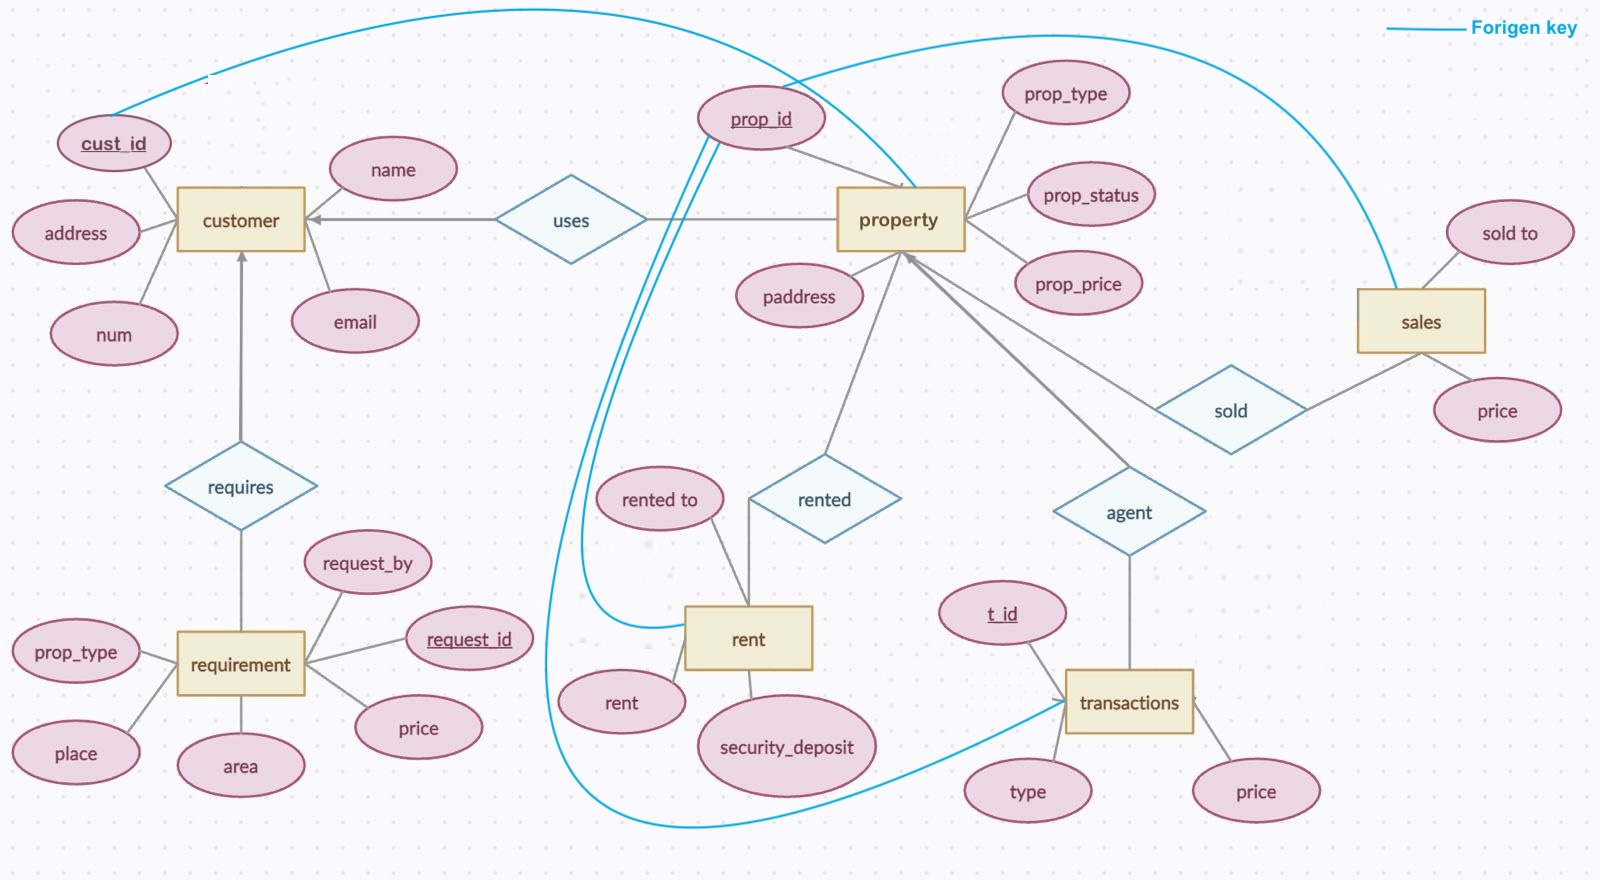 Forigen key
prop_type
prop_id
cust_id
name
prop_status
customer
uses
property
address
sold to
prop_price
paddress
email
num
sales
price
sold
requires
rented to
rented
agent
request_by
t_id
request_id
rent
prop_type
requirement
rent
transactions
price
security_deposit
place
area
type
price